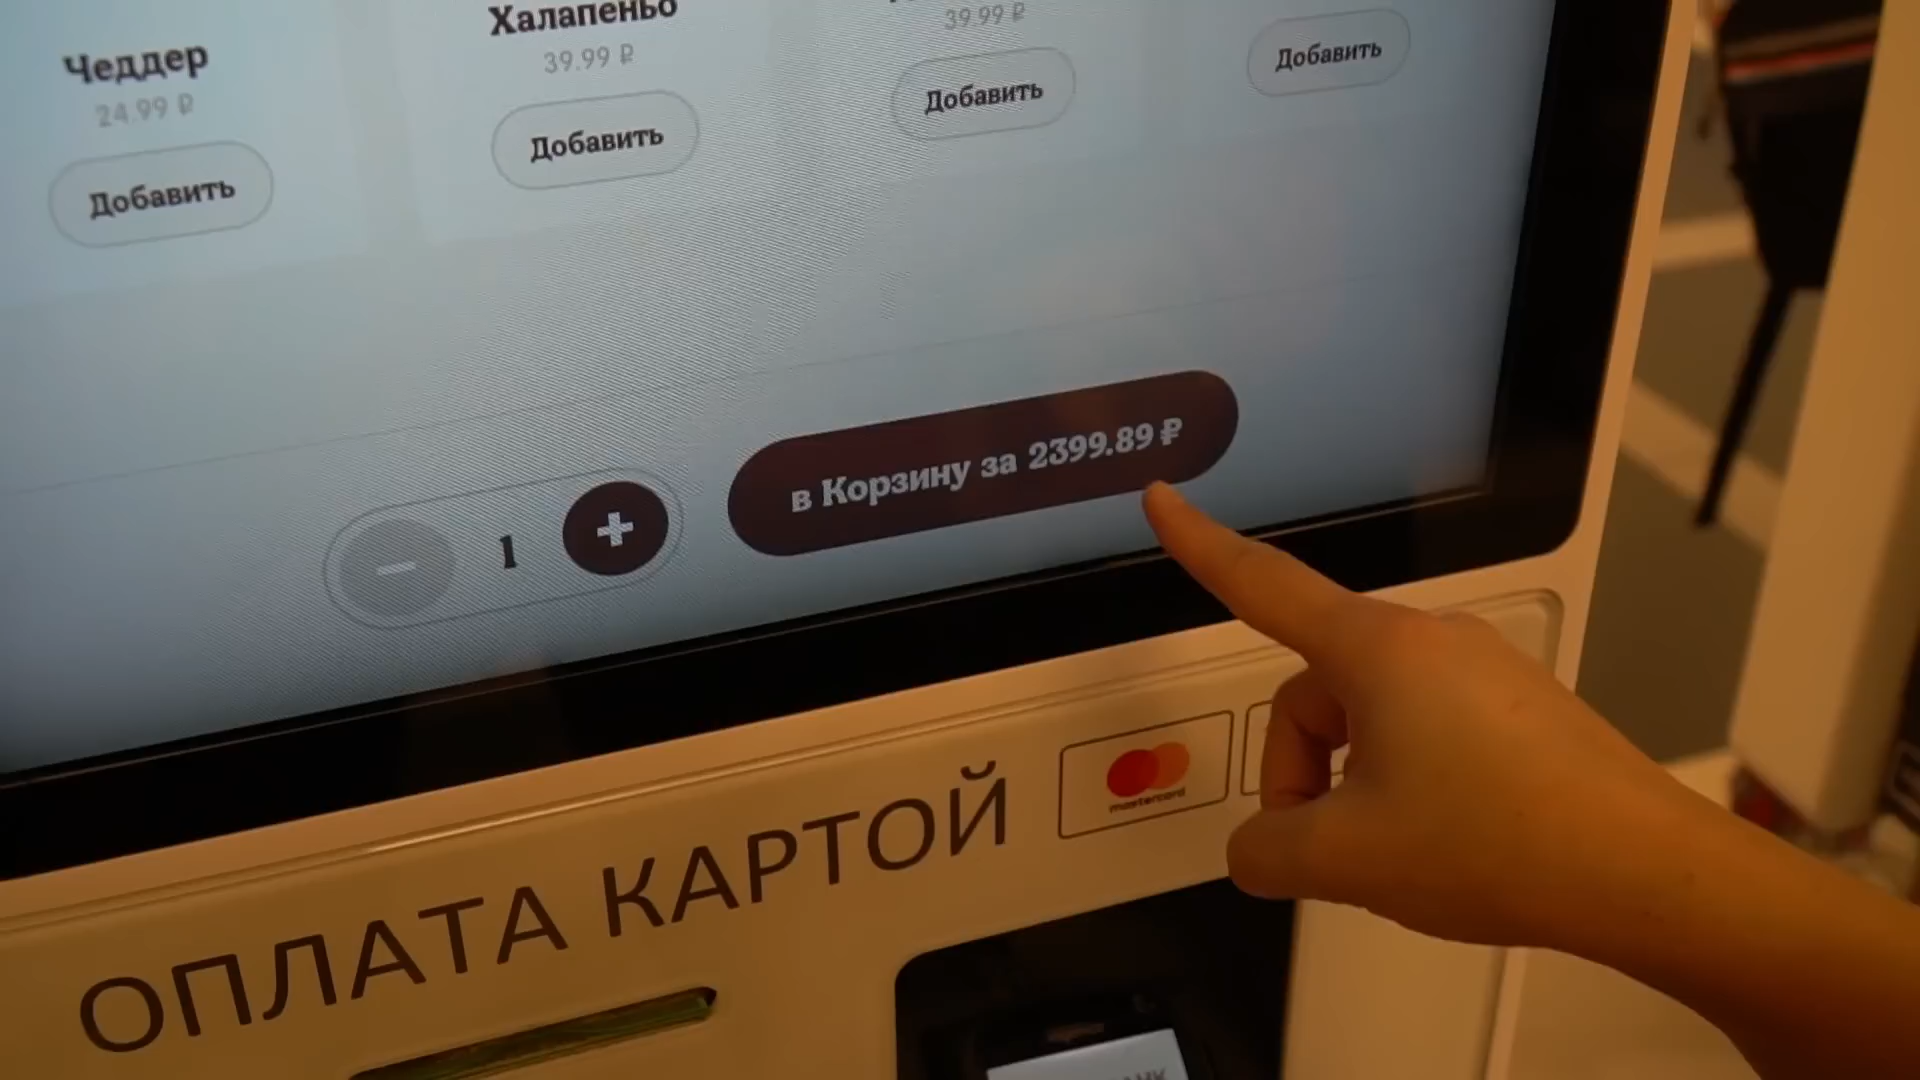 Чеддер
24.99 ₽
Добавить
Халапеньо
39.99 ₽
Добавить
39.99 ₽
Добавить
Добавить
1
в Корзину за 2399.89 ₽
ОПЛАТА КАРТОЙ
mastercard